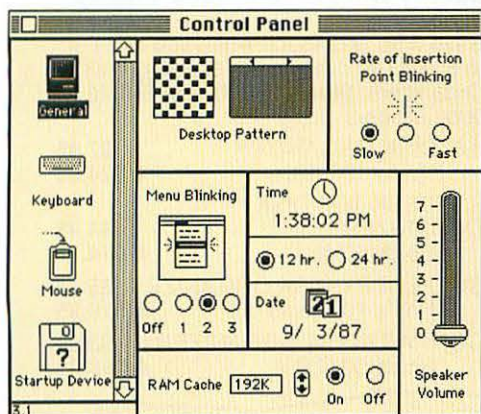 Control Panel
General
Keyboard
Mouse
0
?
Startup Device
3.1
Desktop Pattern
Rate of Insertion
Point Blinking
Slow Fast
Menu Blinking
Off 1 2 3
Time
1:38:02 PM
12 hr. 24 hr.
Date 21
9/ 3/87
7
6
5
4
3
2
1
0
Speaker
Volume
RAM Cache 192K On Off